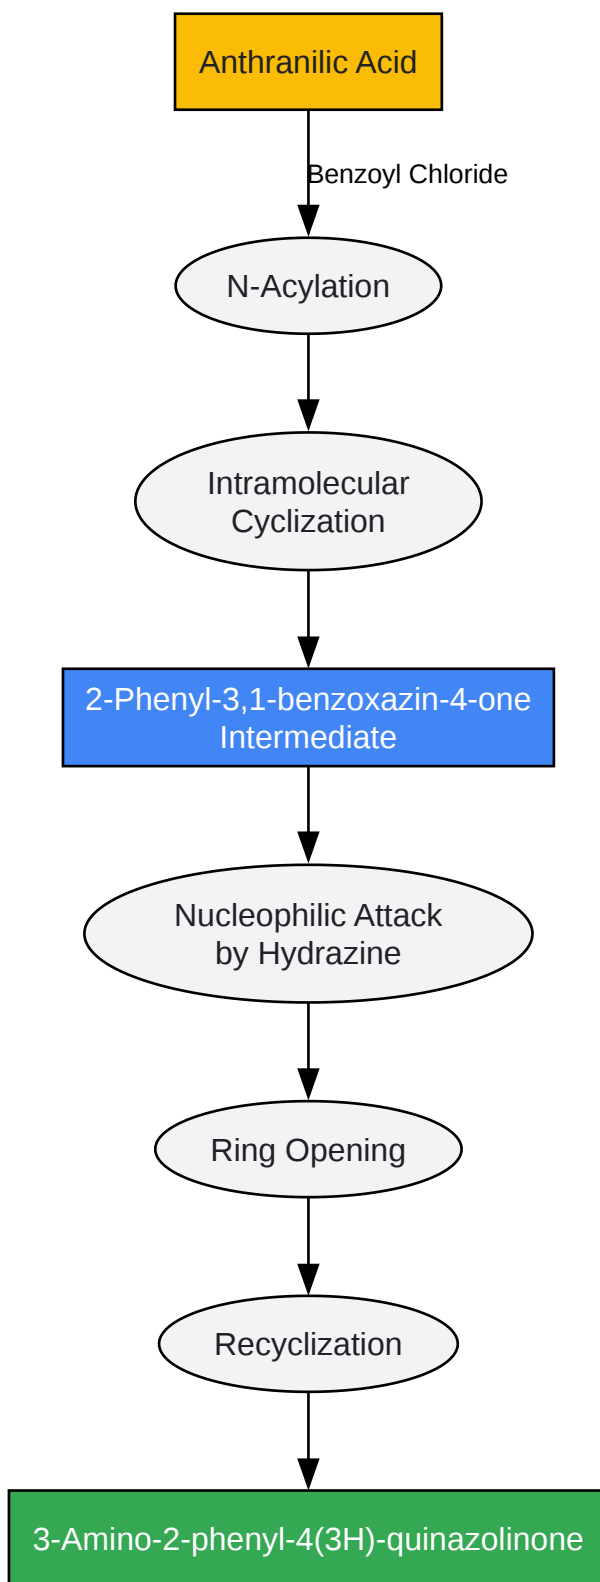 Anthranilic Acid
Benzoyl Chloride
N-Acylation
Intramolecular
Cyclization
2-Phenyl-3,1-benzoxazin-4-one
Intermediate
Nucleophilic Attack
by Hydrazine
Ring Opening
Recyclization
3-Amino-2-phenyl-4(3H)-quinazolinone